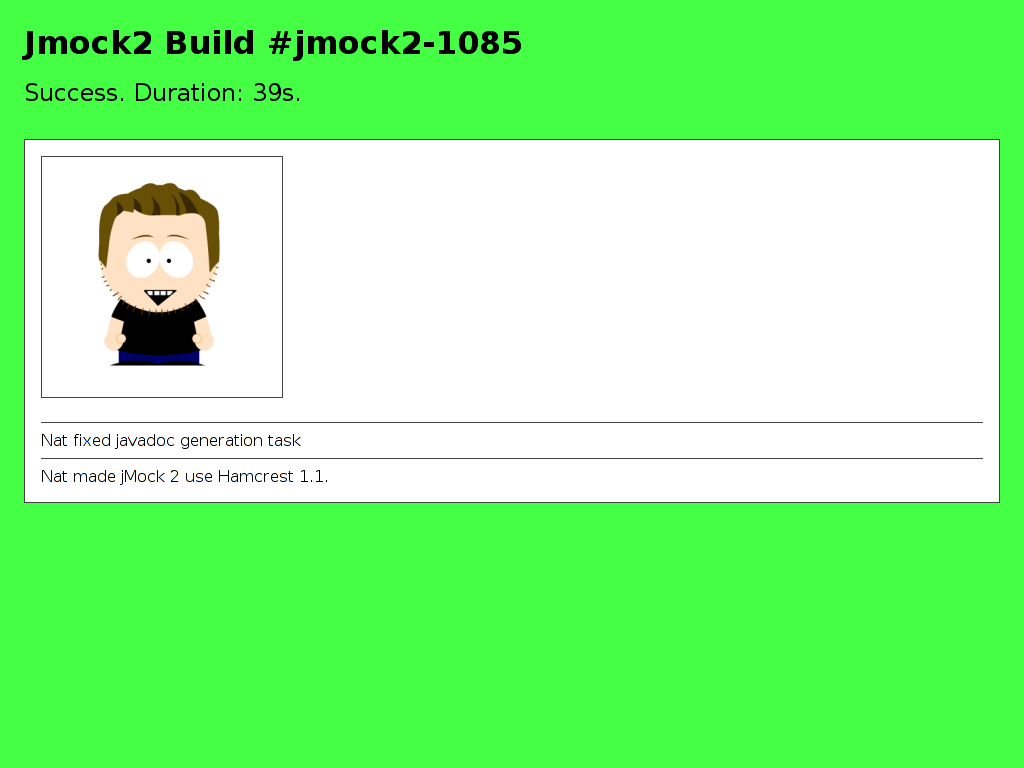 Jmock2 Build #jmock2-1085
Success. Duration: 39s.
Nat fixed javadoc generation task
Nat made jMock 2 use Hamcrest 1.1.